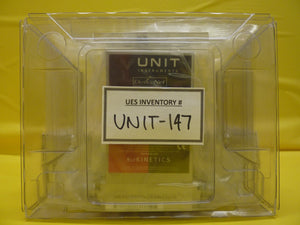 UNIT
INSTRUMENTS
UES INVENTORY #
UNIT-147
KINETICS